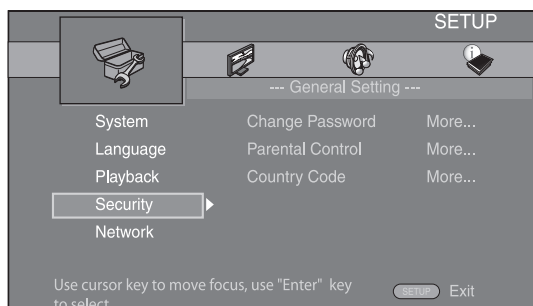 SETUP
--- General Setting ---
System Change Password More...
Language Parental Control More...
Playback Country Code More...
Security
Network
Use cursor key to move focus, use "Enter" key
to select
SETUP Exit